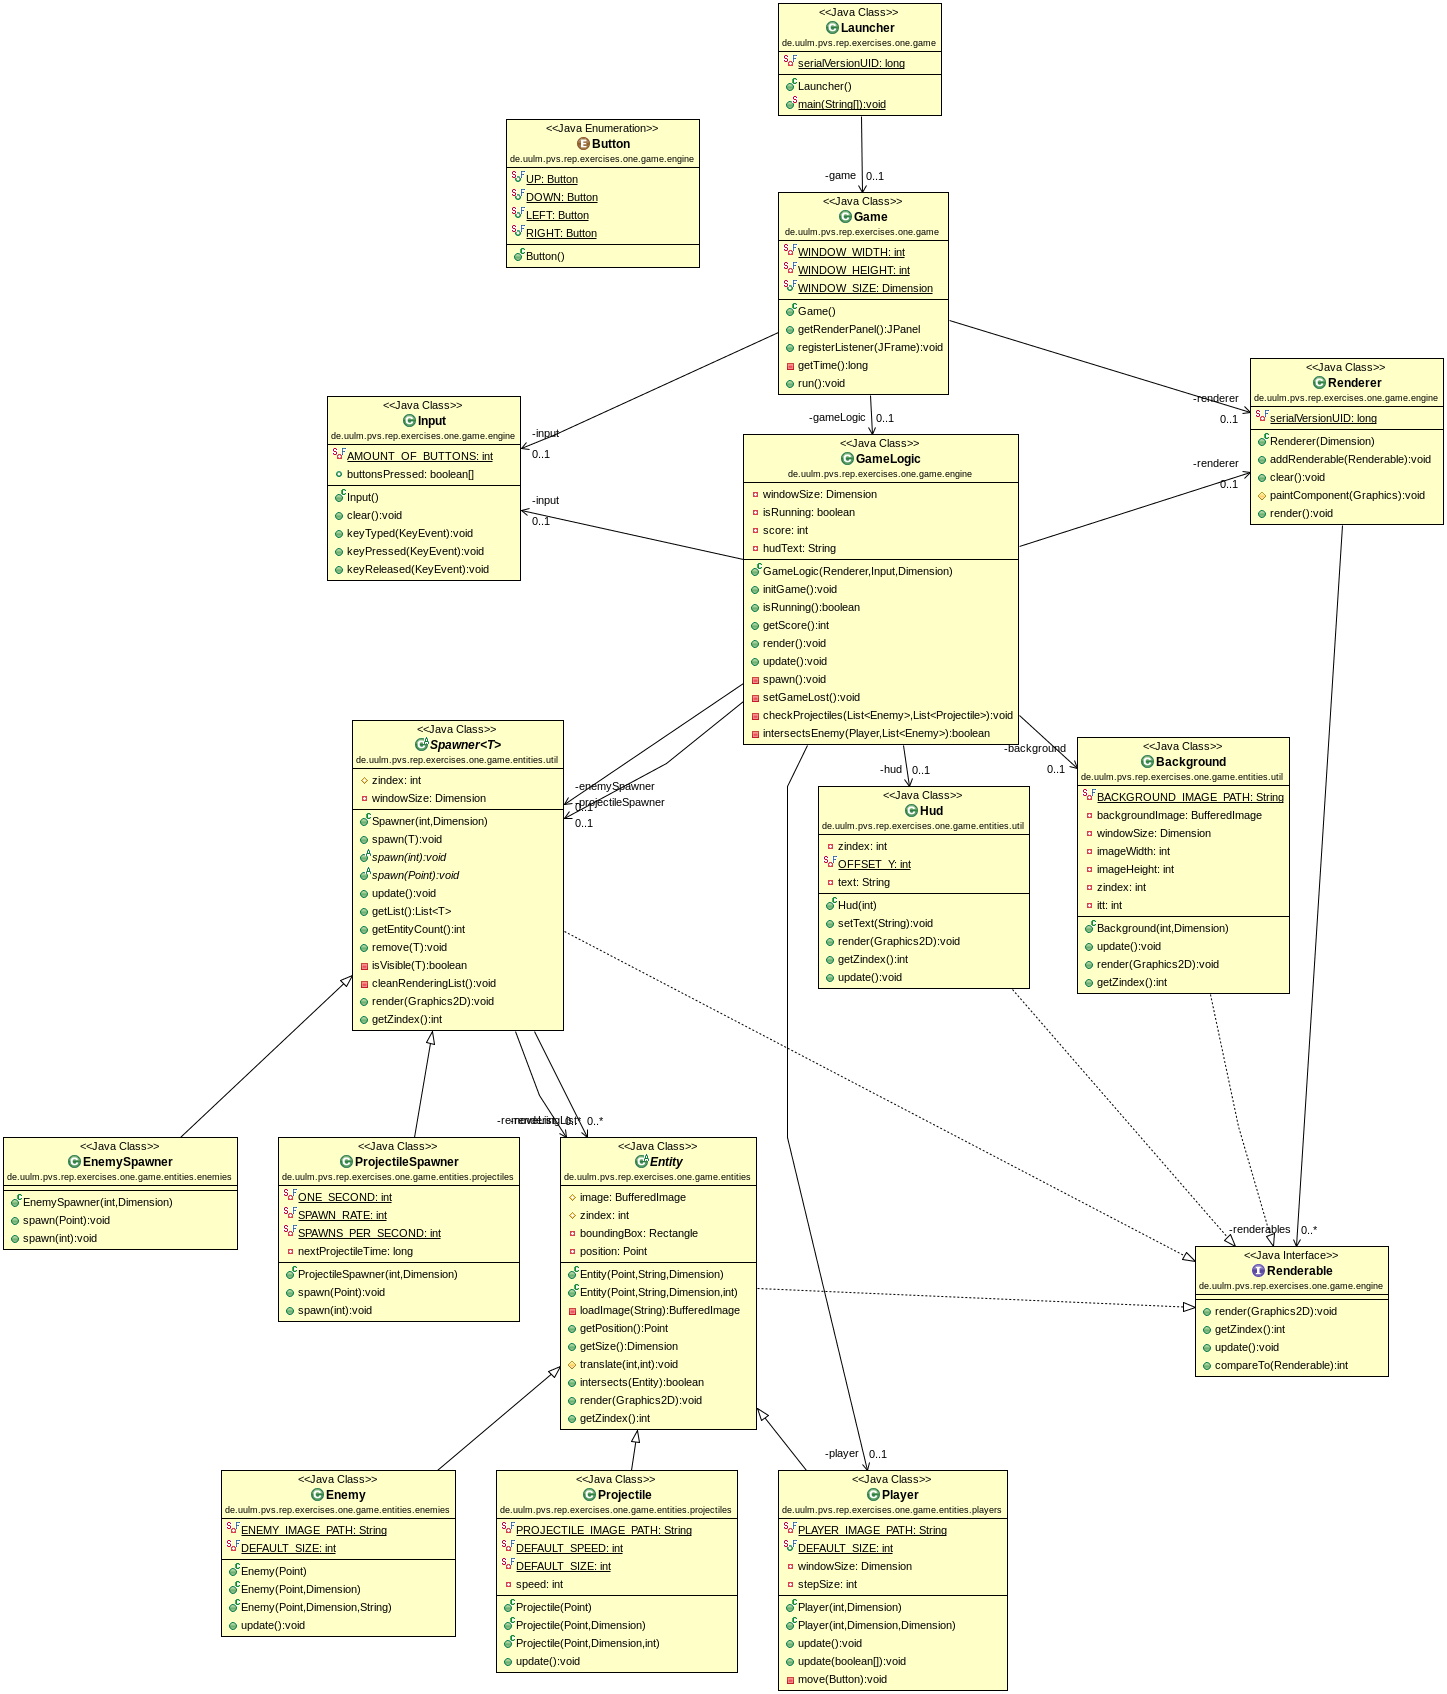 <<Java Class>>
Launcher
de.uulm.pvs.rep.exercises.one.game
serialVersionUID: long
Launcher()
main(String[]):void
<<Java Enumeration>>
Button
de.uulm.pvs.rep.exercises.one.game.engine
UP: Button
DOWN: Button
LEFT: Button
RIGHT: Button
Button()
-game 0..1
<<Java Class>>
Game
de.uulm.pvs.rep.exercises.one.game
WINDOW_WIDTH: int
WINDOW_HEIGHT: int
WINDOW_SIZE: Dimension
Game()
getRenderPanel():JPanel
registerListener(JFrame):void
getTime():long
run():void
-input
0..1
-gameLogic 0..1
-renderer
0..1
<<Java Class>>
Renderer
de.uulm.pvs.rep.exercises.one.game.engine
serialVersionUID: long
Renderer(Dimension)
addRenderable(Renderable):void
clear():void
paintComponent(Graphics):void
render():void
<<Java Class>>
Input
de.uulm.pvs.rep.exercises.one.game.engine
AMOUNT_OF_BUTTONS: int
buttonsPressed: boolean[]
Input()
clear():void
keyTyped(KeyEvent):void
keyPressed(KeyEvent):void
keyReleased(KeyEvent):void
-input
0..1
-renderer
0..1
<<Java Class>>
GameLogic
de.uulm.pvs.rep.exercises.one.game.engine
windowSize: Dimension
isRunning: boolean
score: int
hudText: String
GameLogic(Renderer,Input,Dimension)
initGame():void
isRunning():boolean
getScore():int
render():void
update():void
spawn():void
setGameLost():void
checkProjectiles(List<Enemy>,List<Projectile>):void
intersectsEnemy(Player,List<Enemy>):boolean
-enemySpawner
0..1
-projectileSpawner
0..1
-hud 0..1
-background
0..1
<<Java Class>>
Spawner<T>
de.uulm.pvs.rep.exercises.one.game.entities.util
zindex: int
windowSize: Dimension
Spawner(int,Dimension)
spawn(T):void
spawn(int):void
spawn(Point):void
update():void
getList():List<T>
getEntityCount():int
remove(T):void
isVisible(T):boolean
cleanRenderingList():void
render(Graphics2D):void
getZindex():int
<<Java Class>>
Hud
de.uulm.pvs.rep.exercises.one.game.entities.util
zindex: int
OFFSET_Y: int
text: String
Hud(int)
setText(String):void
render(Graphics2D):void
getZindex():int
update():void
<<Java Class>>
Background
de.uulm.pvs.rep.exercises.one.game.entities.util
BACKGROUND_IMAGE_PATH: String
backgroundImage: BufferedImage
windowSize: Dimension
imageWidth: int
imageHeight: int
zindex: int
itt: int
Background(int,Dimension)
update():void
render(Graphics2D):void
getZindex():int
0..* 0..*
<<Java Class>>
EnemySpawner
de.uulm.pvs.rep.exercises.one.game.entities.enemies
EnemySpawner(int,Dimension)
spawn(Point):void
spawn(int):void
<<Java Class>>
ProjectileSpawner
de.uulm.pvs.rep.exercises.one.game.entities.projectiles
ONE_SECOND: int
SPAWN_RATE: int
SPAWNS_PER_SECOND: int
nextProjectileTime: long
ProjectileSpawner(int,Dimension)
spawn(Point):void
spawn(int):void
<<Java Class>>
Entity
de.uulm.pvs.rep.exercises.one.game.entities
image: BufferedImage
zindex: int
boundingBox: Rectangle
position: Point
Entity(Point,String,Dimension)
Entity(Point,String,Dimension,int)
loadImage(String):BufferedImage
getPosition():Point
getSize():Dimension
translate(int,int):void
intersects(Entity):boolean
render(Graphics2D):void
getZindex():int
-renderables 0..*
<<Java Interface>>
Renderable
de.uulm.pvs.rep.exercises.one.game.engine
render(Graphics2D):void
getZindex():int
update():void
compareTo(Renderable):int
-player 0..1
<<Java Class>>
Enemy
de.uulm.pvs.rep.exercises.one.game.entities.enemies
ENEMY_IMAGE_PATH: String
DEFAULT_SIZE: int
Enemy(Point)
Enemy(Point,Dimension)
Enemy(Point,Dimension,String)
update():void
<<Java Class>>
Projectile
de.uulm.pvs.rep.exercises.one.game.entities.projectiles
PROJECTILE_IMAGE_PATH: String
DEFAULT_SPEED: int
DEFAULT_SIZE: int
speed: int
Projectile(Point)
Projectile(Point,Dimension)
Projectile(Point,Dimension,int)
update():void
<<Java Class>>
Player
de.uulm.pvs.rep.exercises.one.game.entities.players
PLAYER_IMAGE_PATH: String
DEFAULT_SIZE: int
windowSize: Dimension
stepSize: int
Player(int,Dimension)
Player(int,Dimension,Dimension)
update():void
update(boolean[]):void
move(Button):void